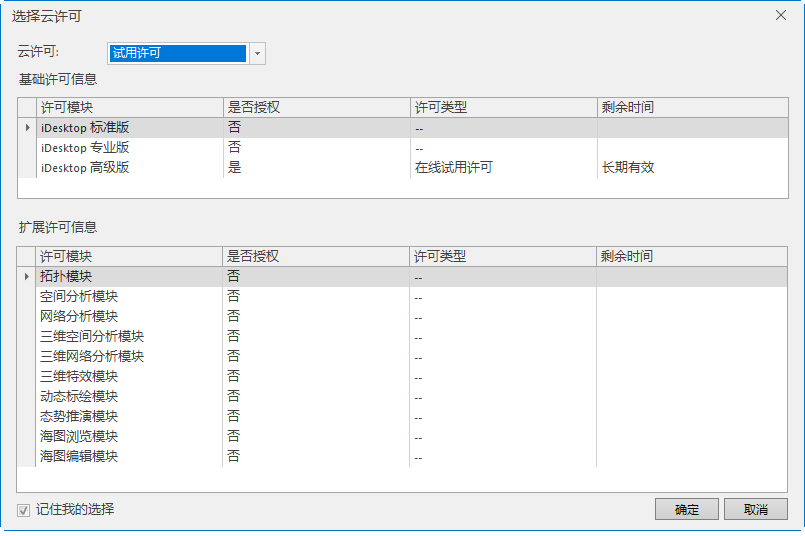 选择云许可
云许可: 试用许可
基础许可信息
许可模块 是否授权 许可类型 剩余时间
iDesktop 标准版 否 --
iDesktop 专业版 否 --
iDesktop 高级版 是 在线试用许可 长期有效
扩展许可信息
许可模块 是否授权 许可类型 剩余时间
拓扑模块 否 --
空间分析模块 否 --
网络分析模块 否 --
三维空间分析模块 否 --
三维网络分析模块 否 --
三维特效模块 否 --
动态标绘模块 否 --
态势推演模块 否 --
海图浏览模块 否 --
海图编辑模块 否 --
记住我的选择 确定 取消